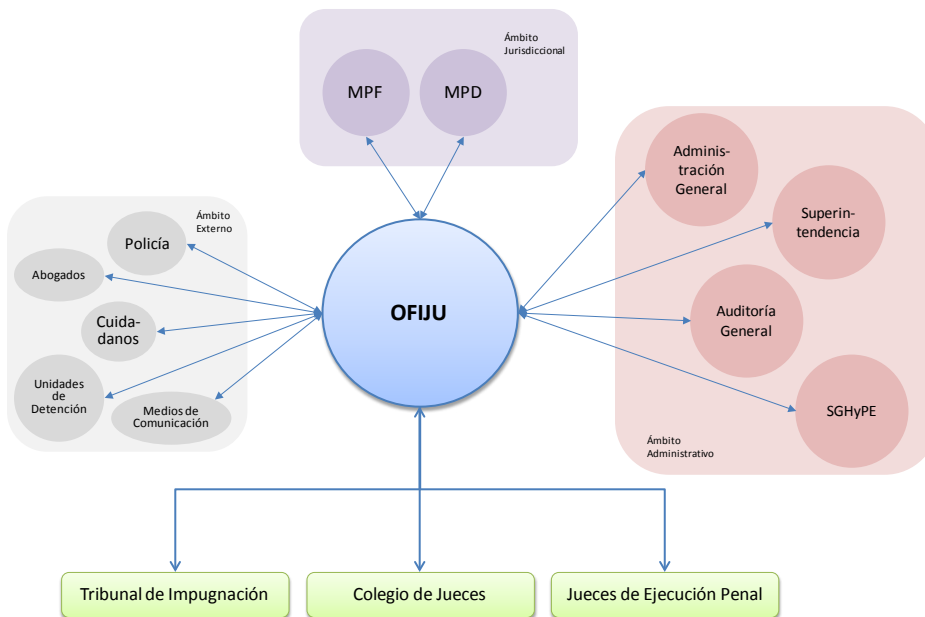 Ámbito
Jurisdiccional
MPF
MPD
Adminis-
tración
General
Superin-
tendencia
Auditoría
General
SGHyPE
Ámbito
Administrativo
Ámbito
Externo
Policía
Abogados
Cuida-
danos
Unidades
de
Detención
Medios de
Comunicación
OFIJU
Tribunal de Impugnación
Colegio de Jueces
Jueces de Ejecución Penal